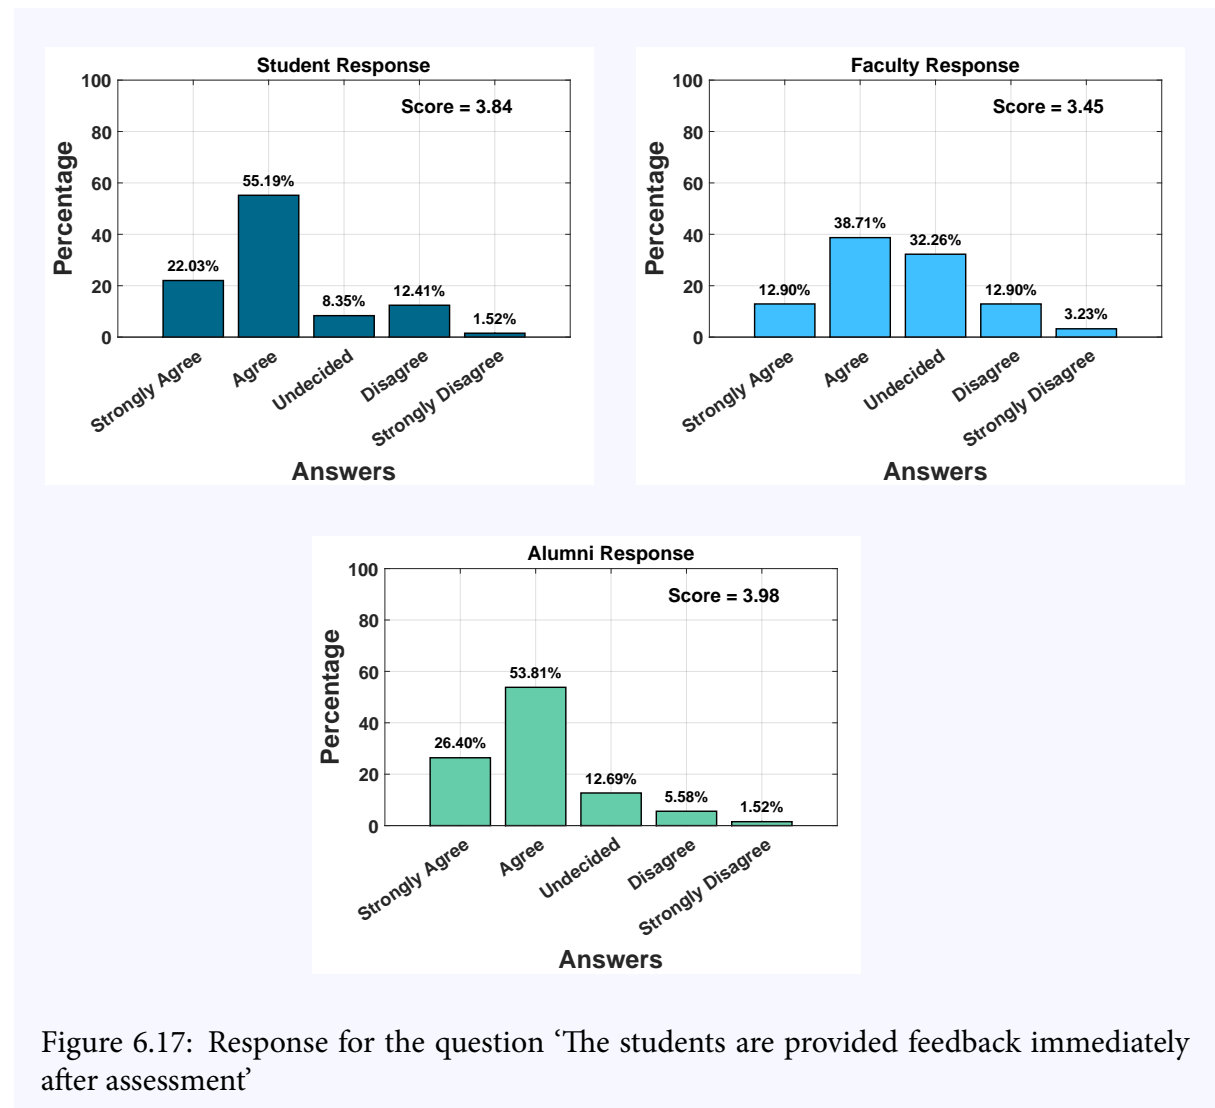 Student Response
Score = 3.84
Percentage
100
80
60
40
20
0
22.03%
55.19%
8.35%
12.41%
1.52%
Strongly Agree
Agree
Undecided
Disagree
Strongly Disagree
Answers
Faculty Response
Score = 3.45
Percentage
100
80
60
40
20
0
12.90%
38.71%
32.26%
12.90%
3.23%
Strongly Agree
Agree
Undecided
Disagree
Strongly Disagree
Answers
Alumni Response
Score = 3.98
Percentage
100
80
60
40
20
0
26.40%
53.81%
12.69%
5.58%
1.52%
Strongly Agree
Agree
Undecided
Disagree
Strongly Disagree
Answers
Figure 6.17: Response for the question ‘The students are provided feedback immediately
after assessment’